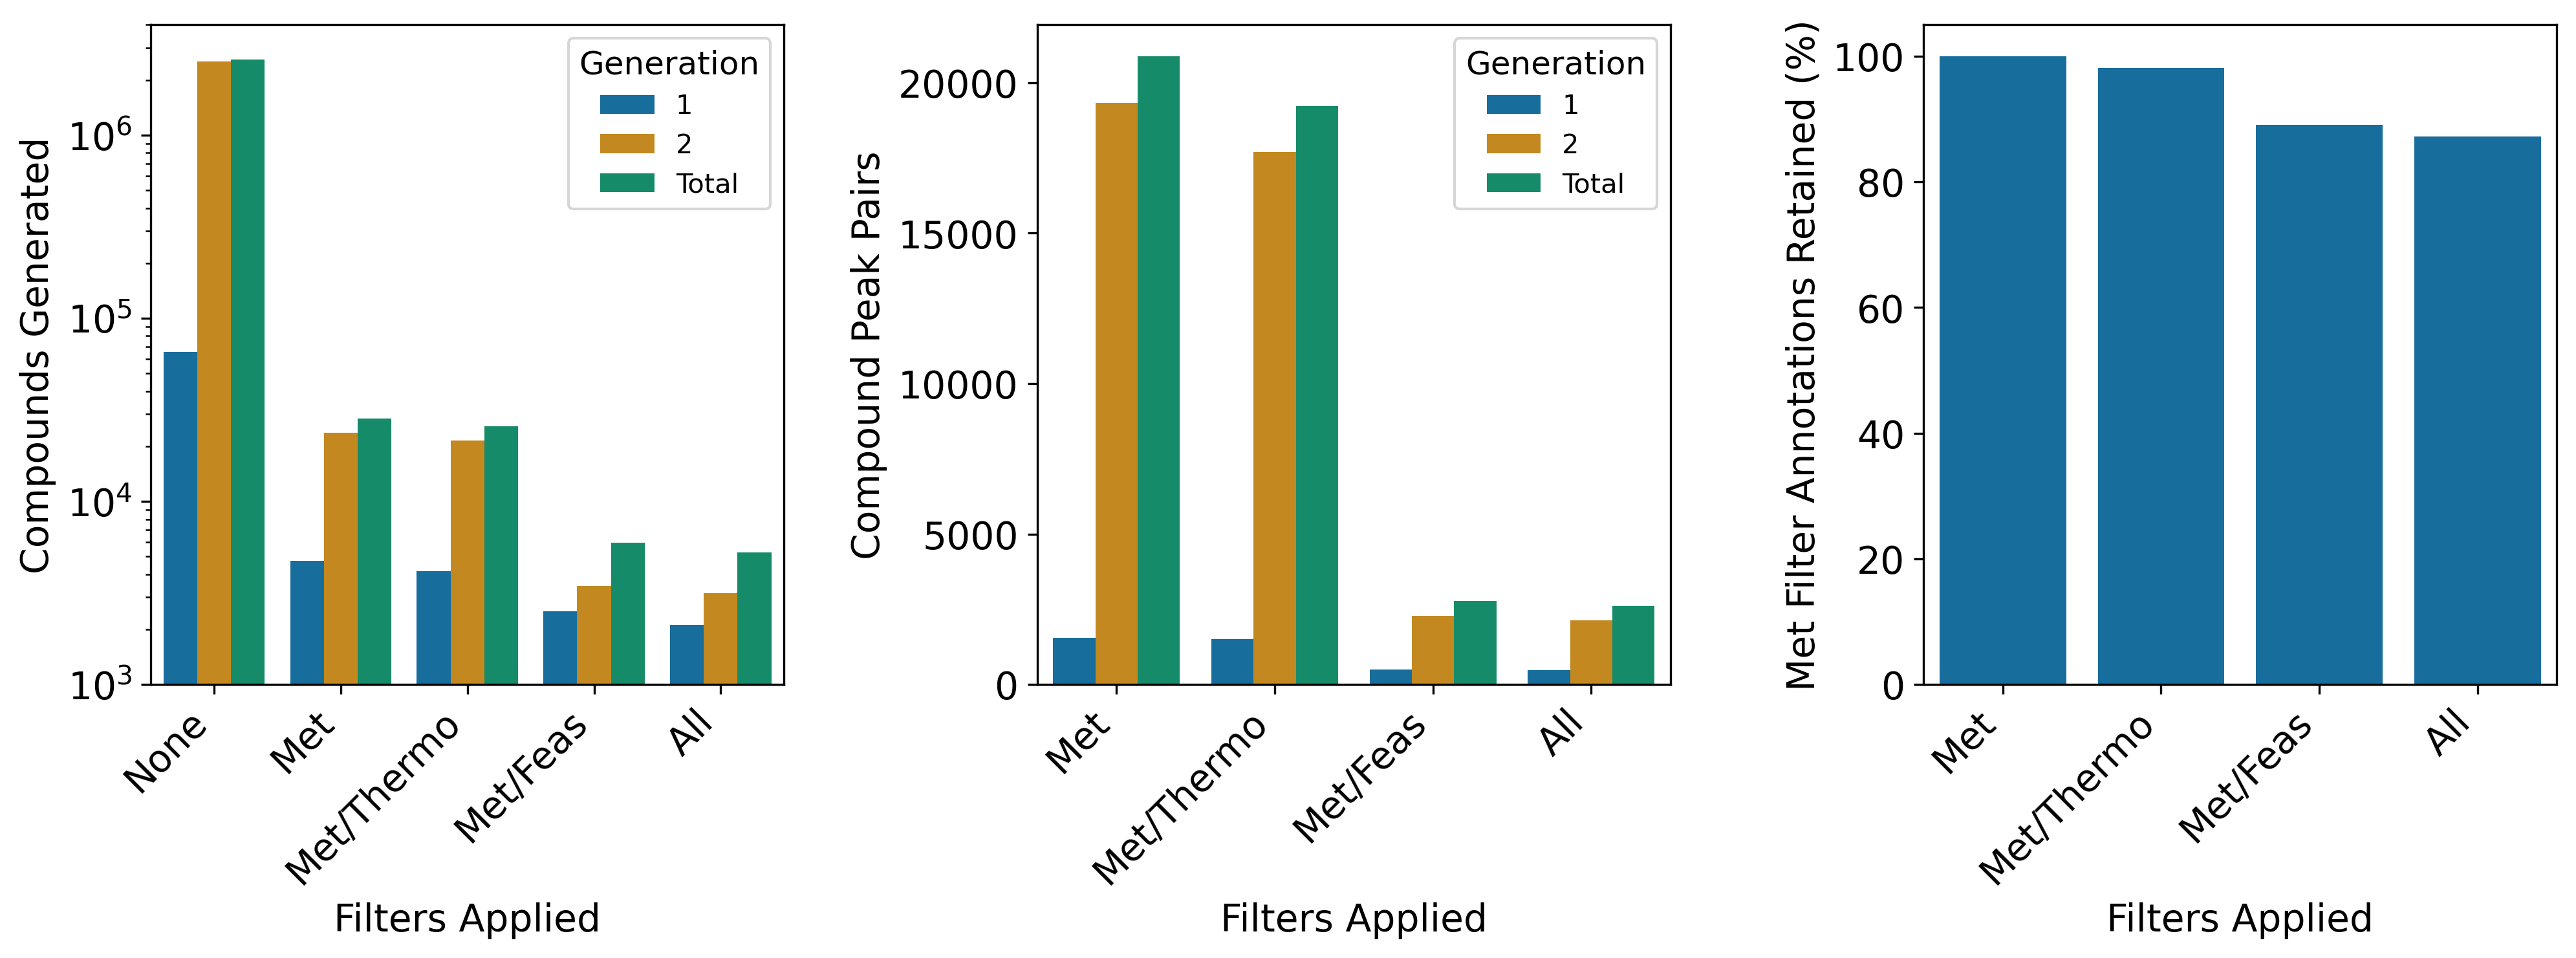 Compounds Generated
10^6
10^5
10^4
10^3
Generation
1
2
Total
None
Met
Met/Thermo
Met/Feas
All
Filters Applied
Compound Peak Pairs
20000
15000
10000
5000
0
Generation
1
2
Total
Met
Met/Thermo
Met/Feas
All
Filters Applied
Met Filter Annotations Retained (%)
100
80
60
40
20
0
Met
Met/Thermo
Met/Feas
All
Filters Applied